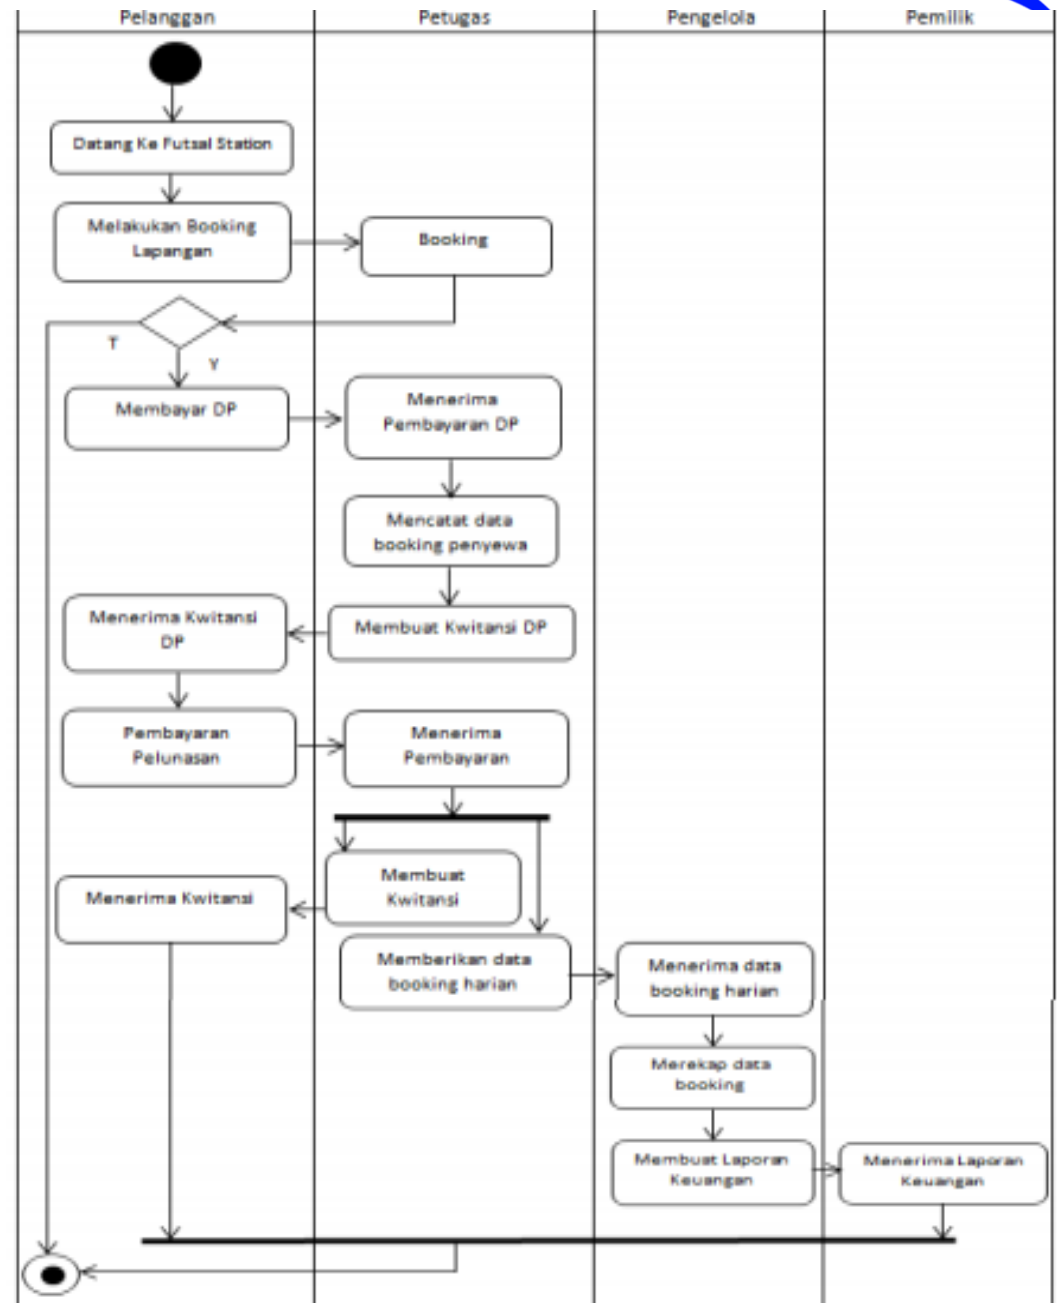 Pelanggan
Petugas
Pengelola
Pemilik
Datang Ke Futsal Station
Melakukan Booking
Lapangan
Booking
T
Y
Membayar DP
Menerima
Pembayaran DP
Mencatat data
booking penyewa
Menerima Kwitansi
DP
Membuat Kwitansi DP
Pembayaran
Pelunasan
Menerima
Pembayaran
Membuat
Kwitansi
Menerima Kwitansi
Memberikan data
booking harian
Menerima data
booking harian
Merekap data
booking
Membuat Laporan
Keuangan
Menerima Laporan
Keuangan